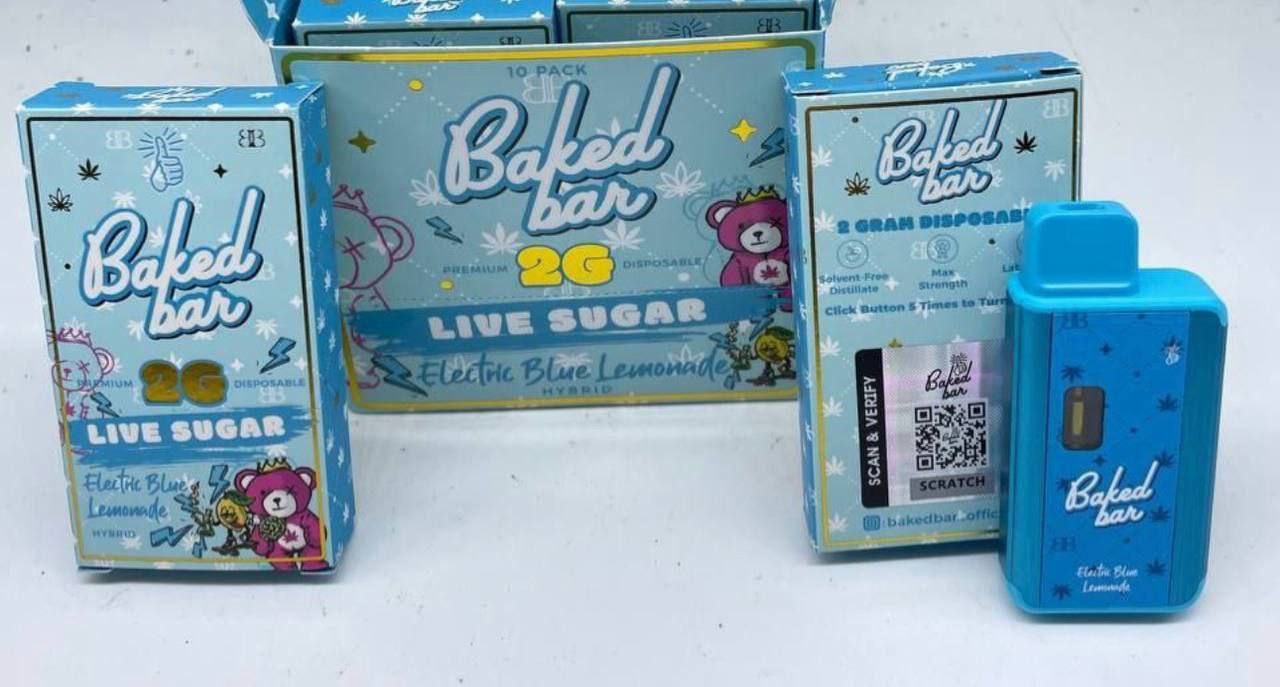 Baked
bar
PREMIUM 2G DISPOSABLE
LIVE SUGAR
Electric Blue
Lemonade
HYBRID
10 PACK
Baked
bar
PREMIUM 2G DISPOSABLE
LIVE SUGAR
Electric Blue Lemonade
HYBRID
Baked
bar
2 GRAM DISPOSAB
Solvent-Free
Distillate
Max
Strength
Click Button 5 Times to Turn
SCAN & VERIFY
Baked
bar
SCRATCH
Baked
bar
Electric Blue
Lemonade